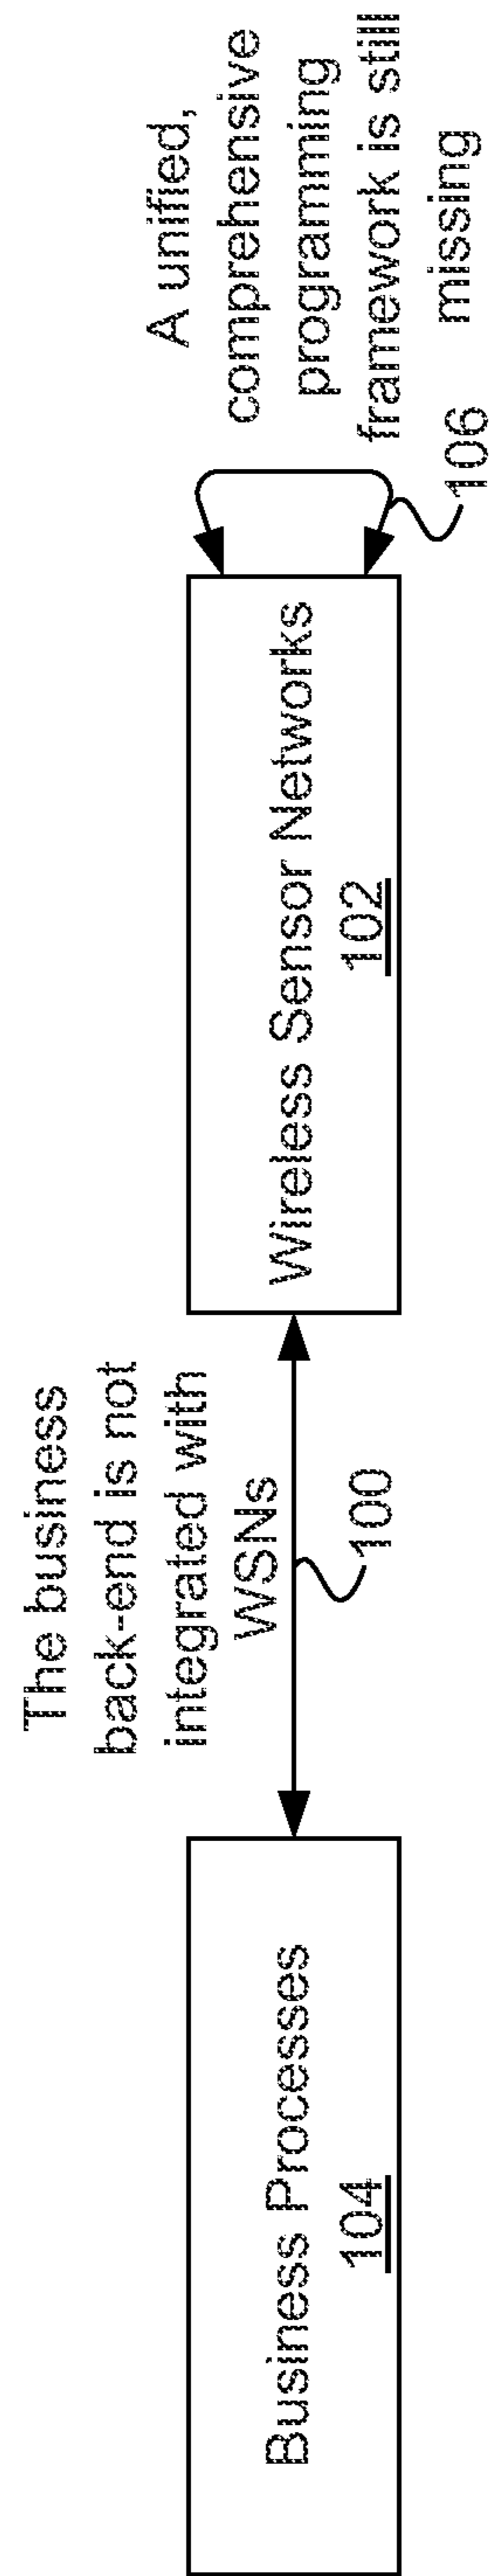 The business
back-end is not
integrated with
WSNs
100
Business Processes
104
Wireless Sensor Networks
102
A unified,
comprehensive
programming
framework is still
missing
106